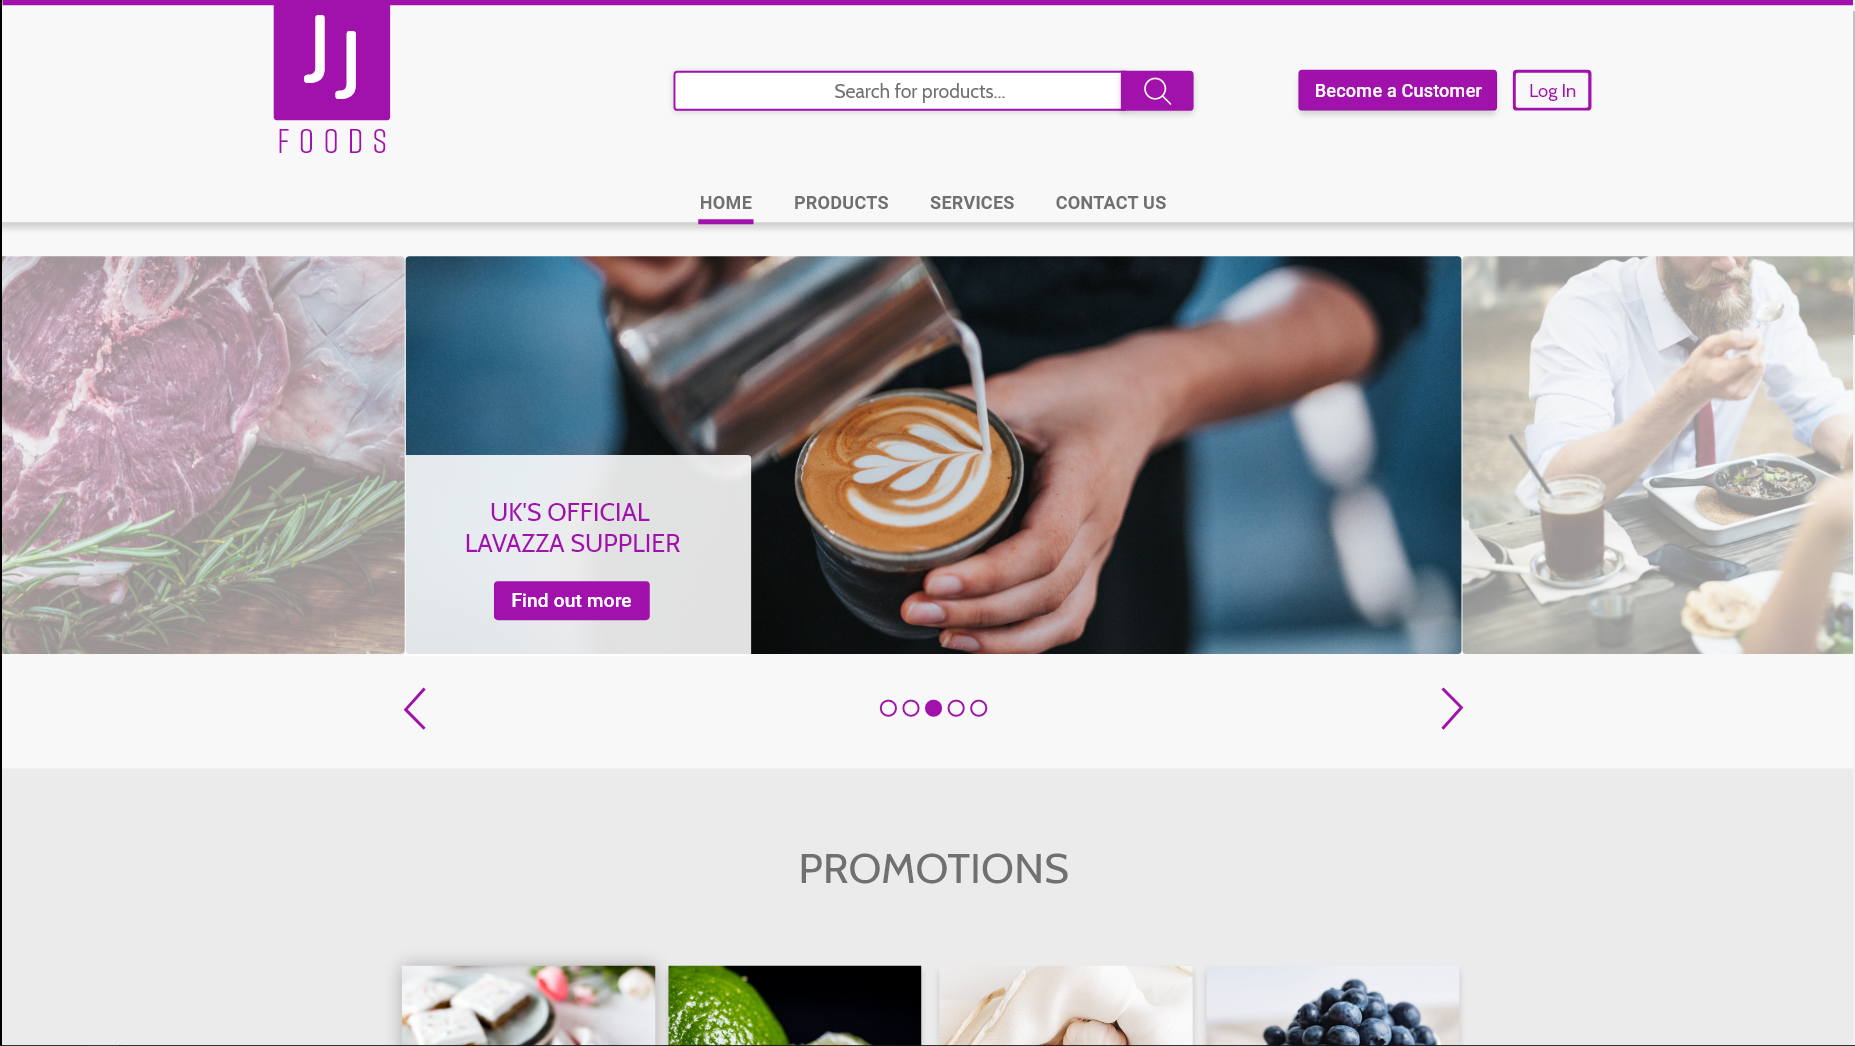 JJ
FOODS
Search for products...
Become a Customer
Log In
HOME PRODUCTS SERVICES CONTACT US
UK'S OFFICIAL
LAVAZZA SUPPLIER
Find out more
PROMOTIONS